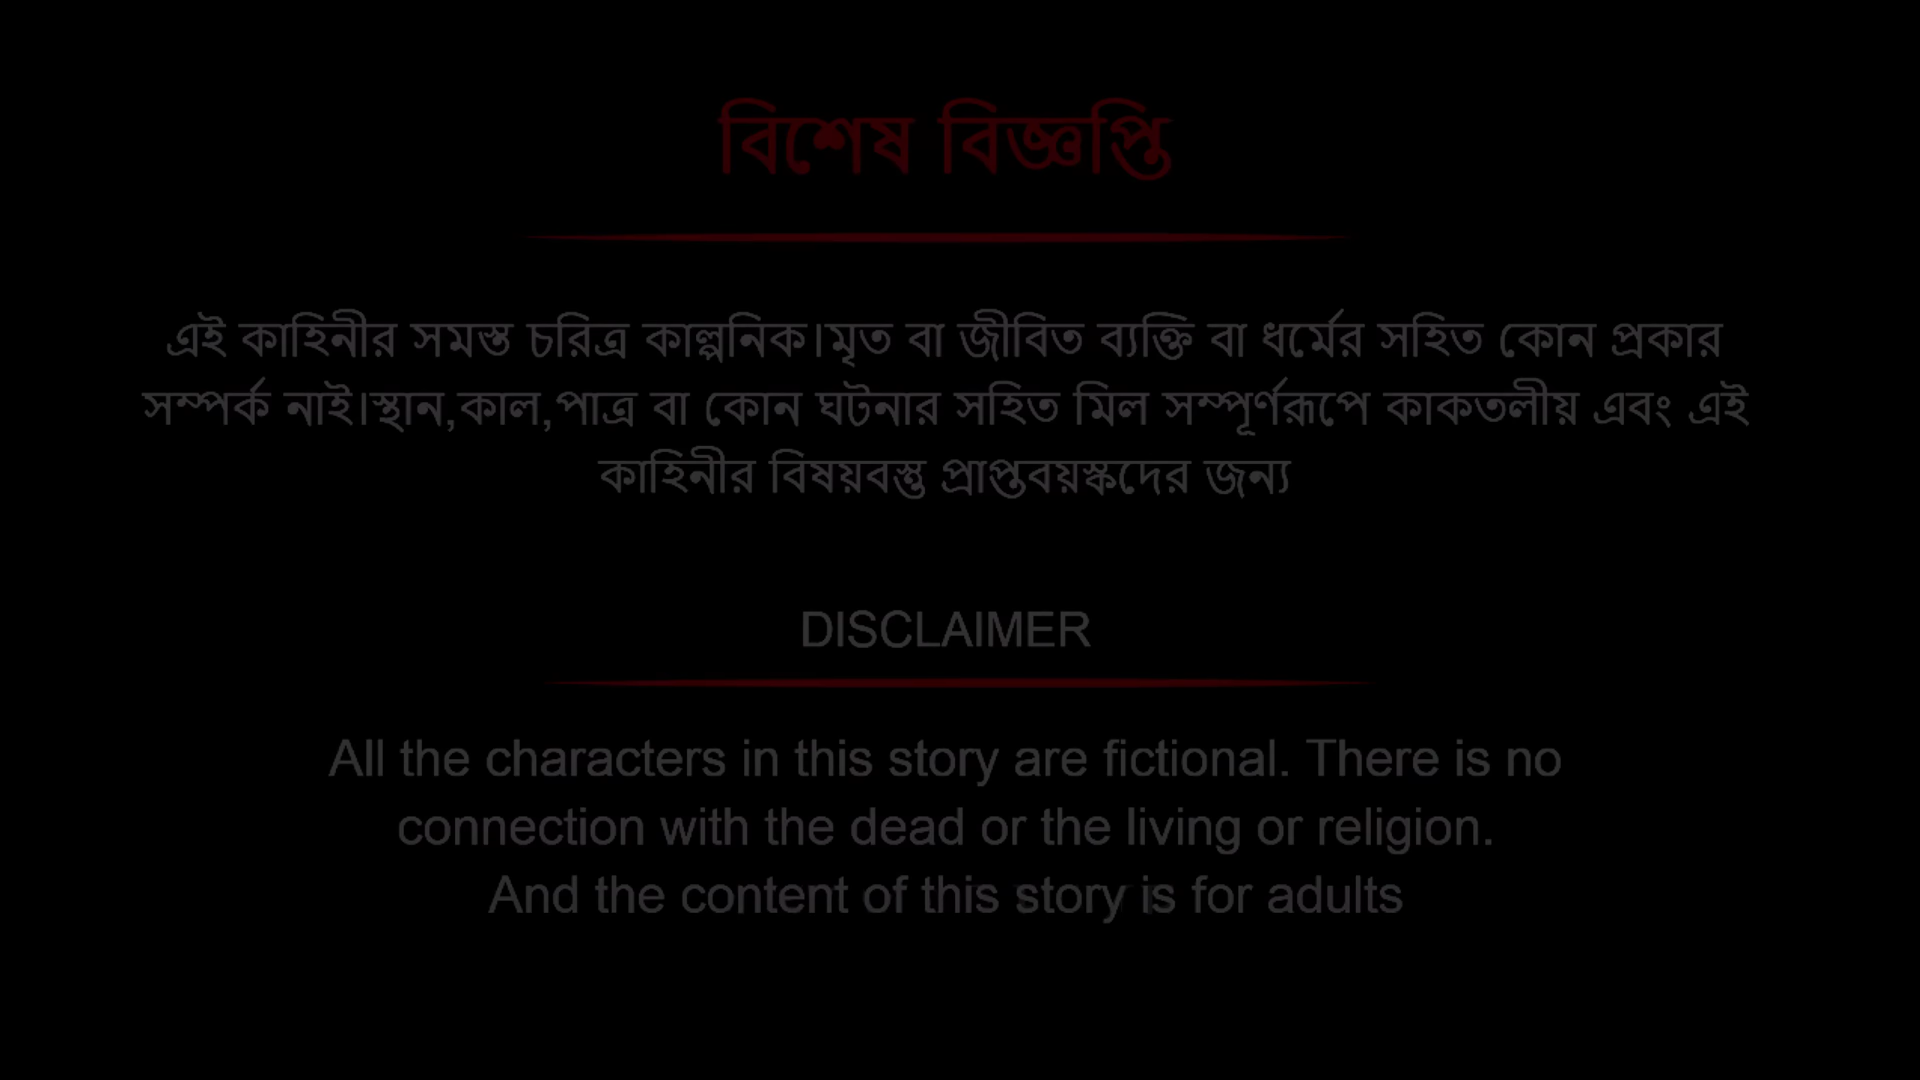 বিশেষ বিজ্ঞপ্তি
এই কাহিনীর সমস্ত চরিত্র কাল্পনিক।মৃত বা জীবিত ব্যক্তি বা ধর্মের সহিত কোন প্রকার
সম্পর্ক নাই।স্থান,কাল,পাত্র বা কোন ঘটনার সহিত মিল সম্পূর্ণরূপে কাকতলীয় এবং এই
কাহিনীর বিষয়বস্তু প্রাপ্তবয়স্কদের জন্য
DISCLAIMER
All the characters in this story are fictional. There is no
connection with the dead or the living or religion.
And the content of this story is for adults